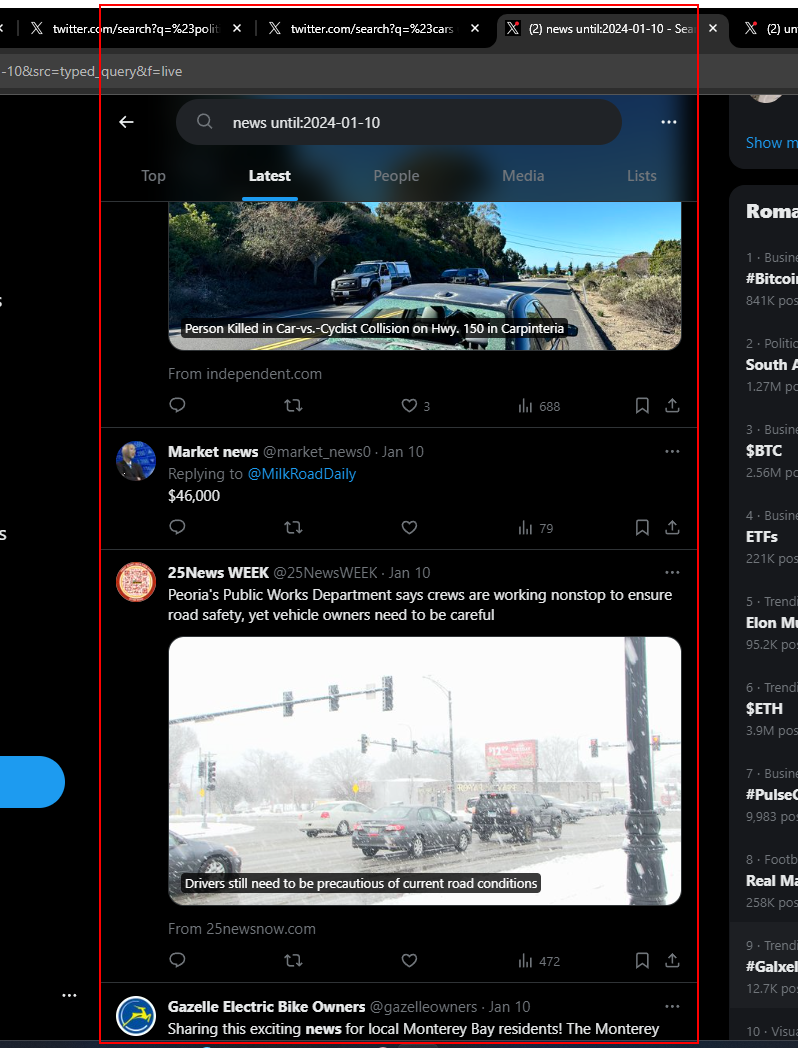 twitter.com/search?q=%23polit
twitter.com/search?q=%23cars
(2) news until:2024-01-10 - Sea
(2) un
-10&src=typed_query&f=live
news until:2024-01-10
Top
Latest
People
Media
Lists
Person Killed in Car-vs.-Cyclist Collision on Hwy. 150 in Carpinteria
From independent.com
3
688
Market news @market_news0 · Jan 10
Replying to @MilkRoadDaily
$46,000
79
25News WEEK @25NewsWEEK · Jan 10
Peoria's Public Works Department says crews are working nonstop to ensure
road safety, yet vehicle owners need to be careful
Drivers still need to be precautious of current road conditions
From 25newsnow.com
472
Gazelle Electric Bike Owners @gazelleowners · Jan 10
Sharing this exciting news for local Monterey Bay residents! The Monterey
s
s
Show m
Roma
1 · Busine
#Bitcoi
841K pos
2 · Politic
South A
1.27M po
3 · Busine
$BTC
2.56M po
4 · Busine
ETFs
221K pos
5 · Trendi
Elon Mu
95.2K pos
6 · Trendi
$ETH
3.9M pos
7 · Busine
#PulseC
9,983 pos
8 · Footb
Real Ma
258K pos
9 · Trendi
#Galxe
12.7K pos
10 · Visua